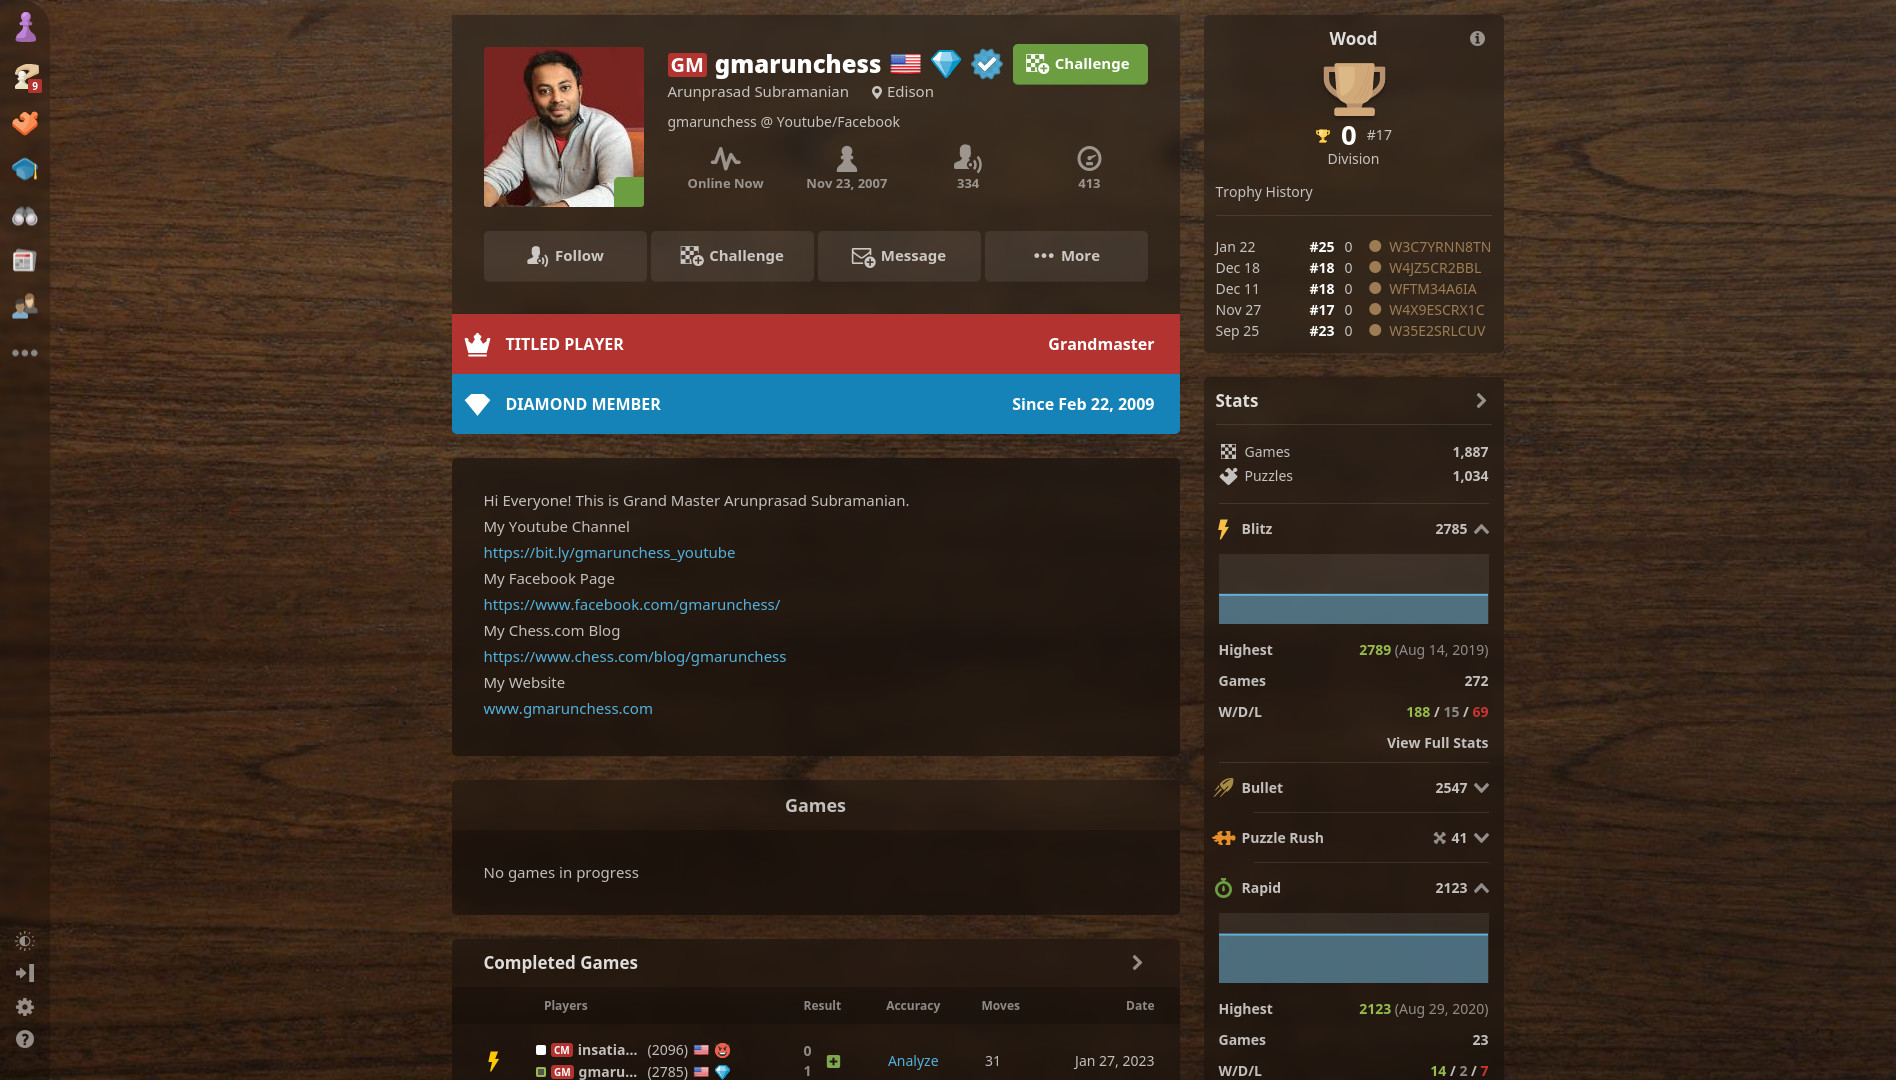 9
GM gmarunchess
Challenge
Arunprasad Subramanian Edison
gmarunchess @ Youtube/Facebook
Online Now Nov 23, 2007 334 413
Follow Challenge Message More
TITLED PLAYER Grandmaster
DIAMOND MEMBER Since Feb 22, 2009
Hi Everyone! This is Grand Master Arunprasad Subramanian.
My Youtube Channel
https://bit.ly/gmarunchess_youtube
My Facebook Page
https://www.facebook.com/gmarunchess/
My Chess.com Blog
https://www.chess.com/blog/gmarunchess
My Website
www.gmarunchess.com
Games
No games in progress
Completed Games
Players Result Accuracy Moves Date
CM insatia... (2096) 0
GM gmaru... (2785) 1
Analyze 31 Jan 27, 2023
Wood
0 #17
Division
Trophy History
Jan 22 #25 0 W3C7YRNN8TN
Dec 18 #18 0 W4JZ5CR2BBL
Dec 11 #18 0 WFTM34A6IA
Nov 27 #17 0 W4X9ESCRX1C
Sep 25 #23 0 W35E2SRLCUV
Stats
Games 1,887
Puzzles 1,034
Blitz 2785
Highest 2789 (Aug 14, 2019)
Games 272
W/D/L 188 / 15 / 69
View Full Stats
Bullet 2547
Puzzle Rush 41
Rapid 2123
Highest 2123 (Aug 29, 2020)
Games 23
W/D/L 14 / 2 / 7